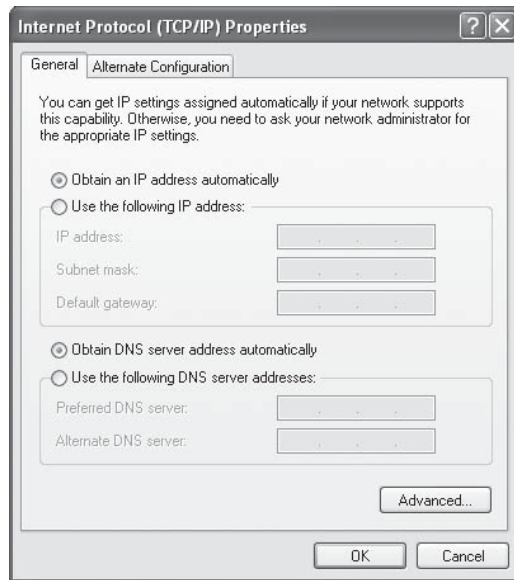 Internet Protocol (TCP/IP) Properties
General
Alternate Configuration
You can get IP settings assigned automatically if your network supports
this capability. Otherwise, you need to ask your network administrator for
the appropriate IP settings.
Obtain an IP address automatically
Use the following IP address:
IP address:
Subnet mask:
Default gateway:
Obtain DNS server address automatically
Use the following DNS server addresses:
Preferred DNS server:
Alternate DNS server:
Advanced...
OK
Cancel